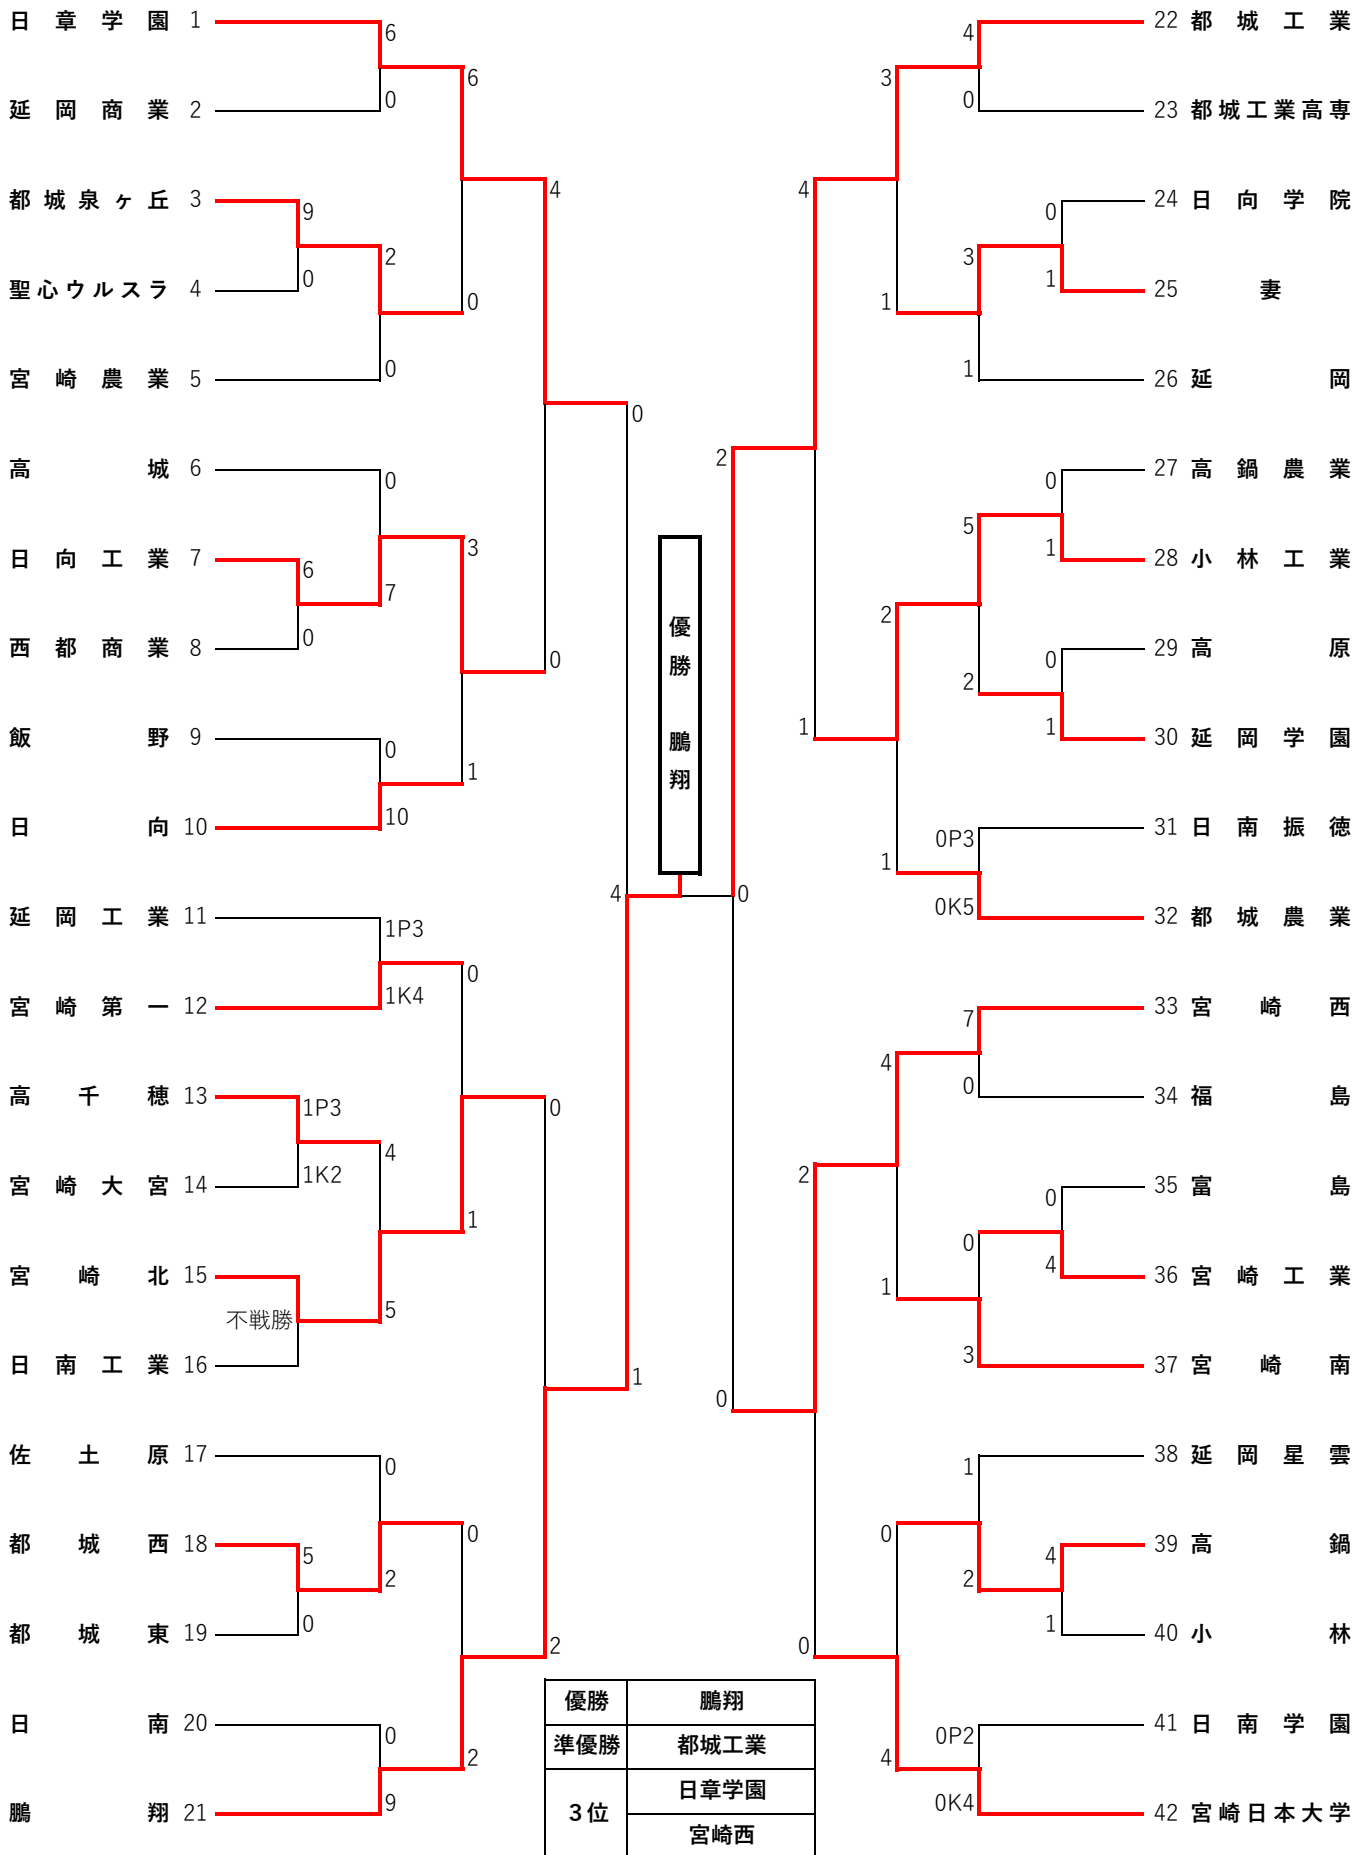 日章学園 1
延岡商業 2
都城泉ヶ丘 3
聖心ウルスラ 4
宮崎農業 5
高城 6
日向工業 7
西都商業 8
飯野 9
日向 10
延岡工業 11
宮崎第一 12
高千穂 13
宮崎大宮 14
宮崎北 15
不戦勝
日南工業 16
佐土原 17
都城西 18
都城東 19
日南 20
鵬翔 21
6
0
9
0
2
0
0
6
0
7
0
10
1P3
1K4
1P3
1K2
4
5
0
5
0
2
0
9
6
0
3
1
0
1
0
2
4
0
0
2
0
1
4
0
優勝 鵬翔
2
0
4
1
2
0
3
1
2
1
4
1
0
4
4
0
0
1
3
1
0
1
5
0
1
2
0P3
0K5
7
0
0
4
0
3
1
4
1
2
0P2
0K4
22 都城工業
23 都城工業高専
24 日向学院
25 妻
26 延岡
27 高鍋農業
28 小林工業
29 高原
30 延岡学園
31 日南振徳
32 都城農業
33 宮崎西
34 福島
35 富島
36 宮崎工業
37 宮崎南
38 延岡星雲
39 高鍋
40 小林
41 日南学園
42 宮崎日本大学
優勝 鵬翔
準優勝 都城工業
３位 日章学園
宮崎西